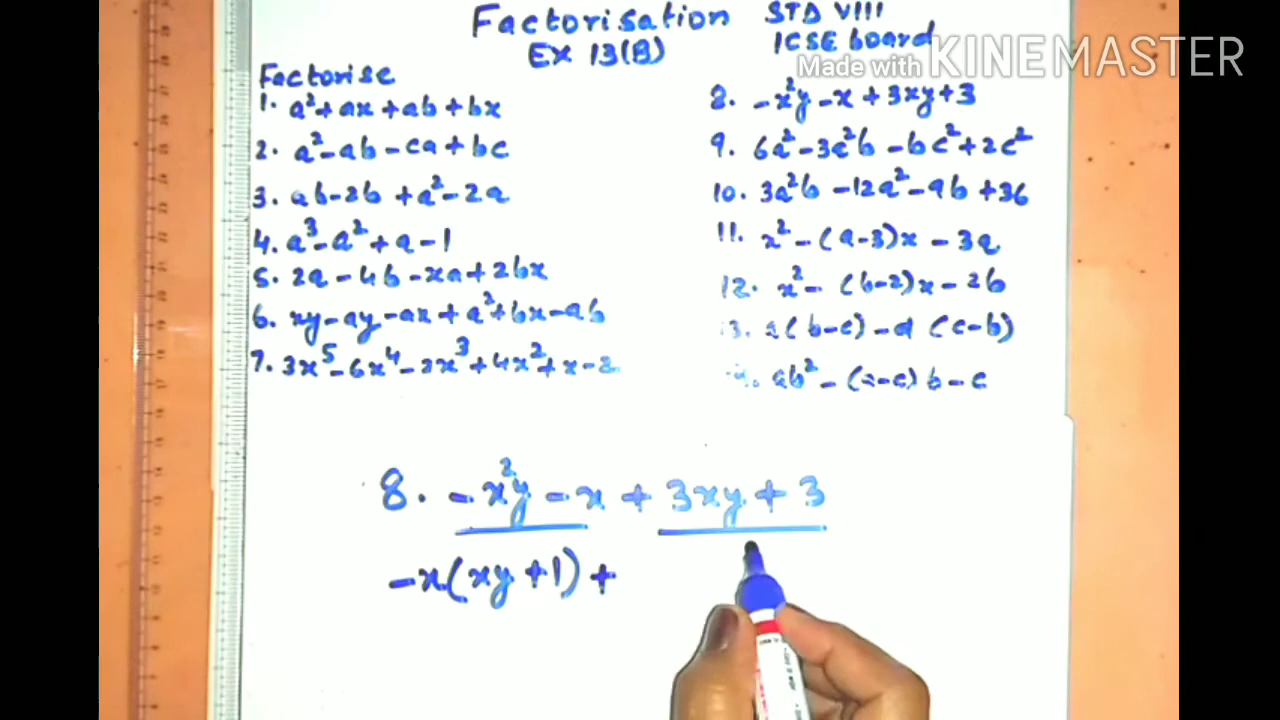 Factorisation STD VIII
EX 13(B) ICSE board
Made with KINEMASTER
Factorise
1. a² + ax + ab + bx
2. a² - ab - ca + bc
3. ab - 2b + a² - 2a
4. a³ - a² + a - 1
5. 2a - 4b - xa + 2bx
6. xy - ay - ax + a² + bx - ab
7. 3x⁵ - 6x⁴ - 2x³ + 4x² + x - 2
8. -x²y - x + 3xy + 3
9. 6a² - 3a²b - bc² + 2c²
10. 3a²b - 12a² - 9b + 36
11. x² - (a-3)x - 3a
12. x² - (b-2)x - 2b
3. a(b-c) - d(c-b)
ab² - (a-c)b - c
8. -x²y - x + 3xy + 3
-x(xy + 1) +